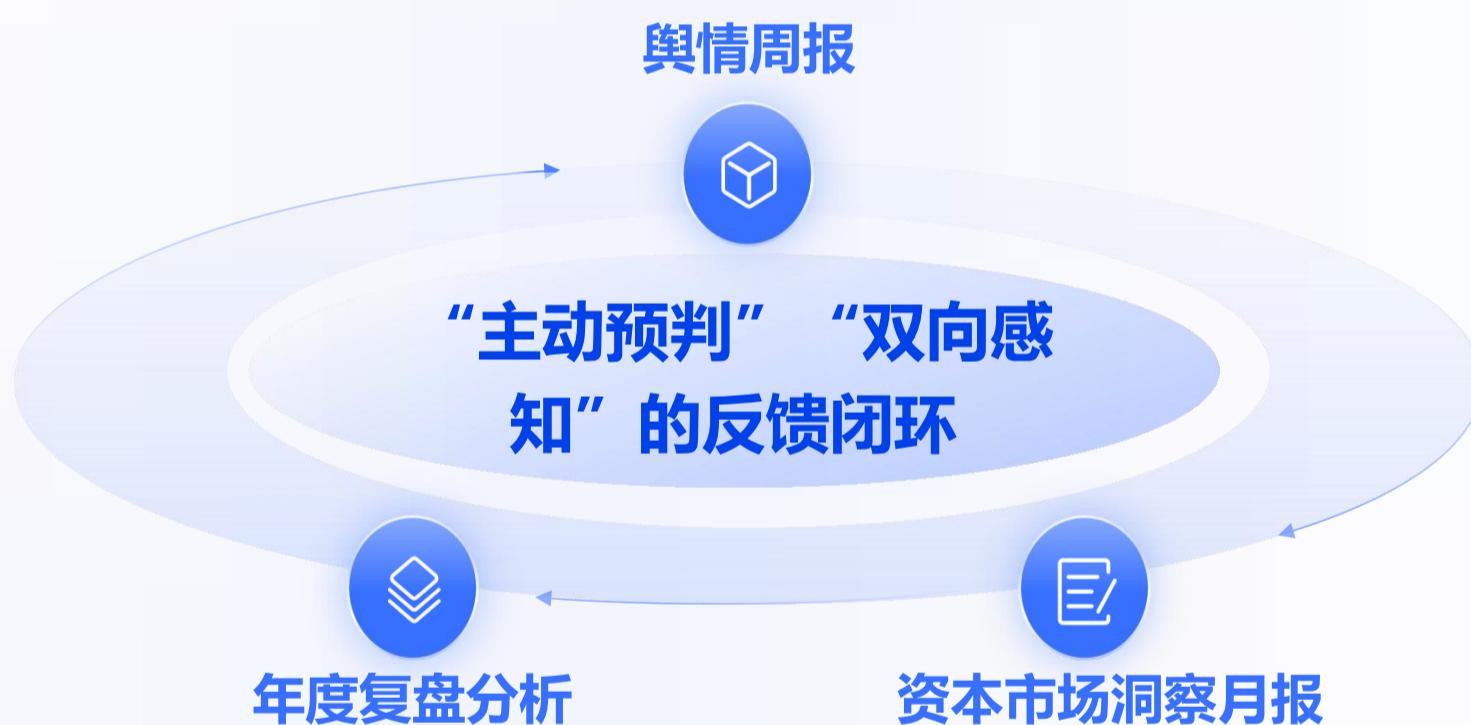 舆情周报
“主动预判” “双向感
知”的反馈闭环
年度复盘分析
资本市场洞察月报